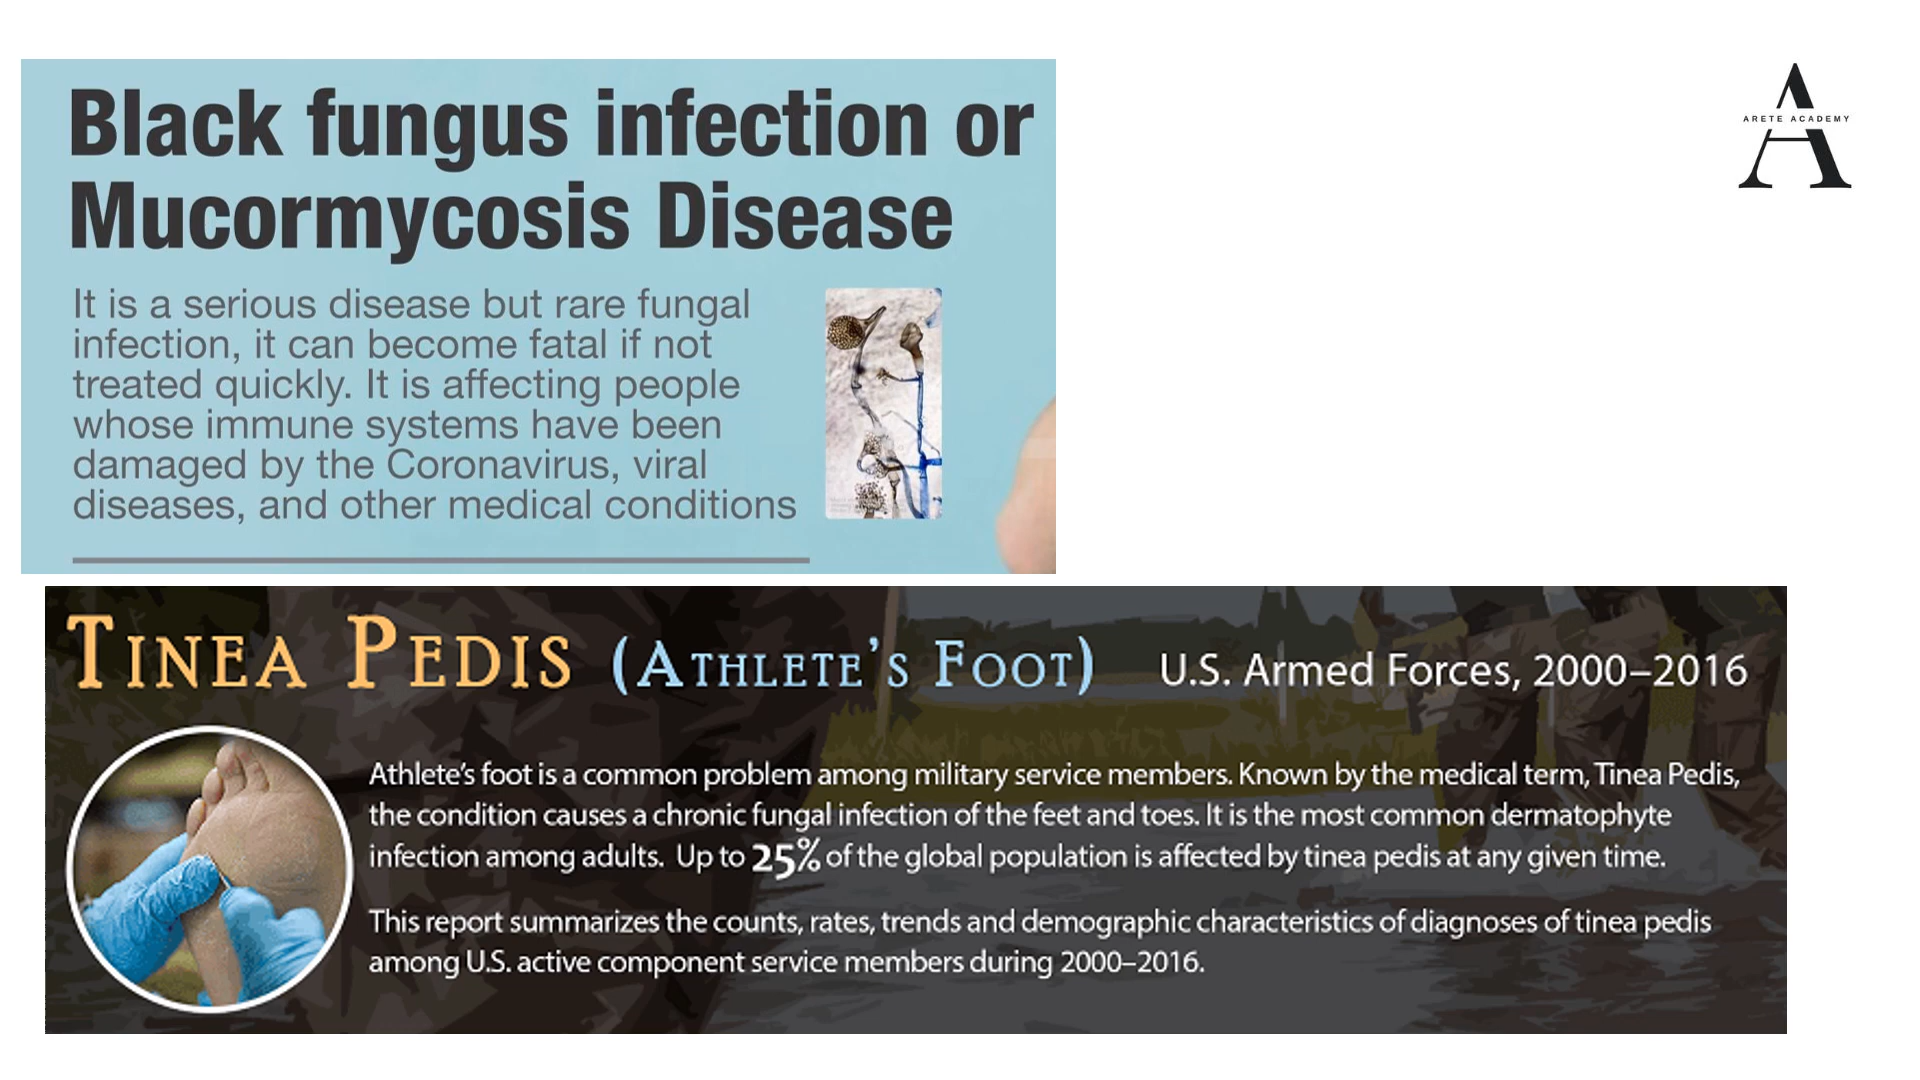 Black fungus infection or
Mucormycosis Disease
It is a serious disease but rare fungal
infection, it can become fatal if not
treated quickly. It is affecting people
whose immune systems have been
damaged by the Coronavirus, viral
diseases, and other medical conditions
ARETE ACADEMY
TINEA PEDIS (ATHLETE'S FOOT) U.S. Armed Forces, 2000–2016
Athlete's foot is a common problem among military service members. Known by the medical term, Tinea Pedis,
the condition causes a chronic fungal infection of the feet and toes. It is the most common dermatophyte
infection among adults. Up to 25% of the global population is affected by tinea pedis at any given time.
This report summarizes the counts, rates, trends and demographic characteristics of diagnoses of tinea pedis
among U.S. active component service members during 2000–2016.